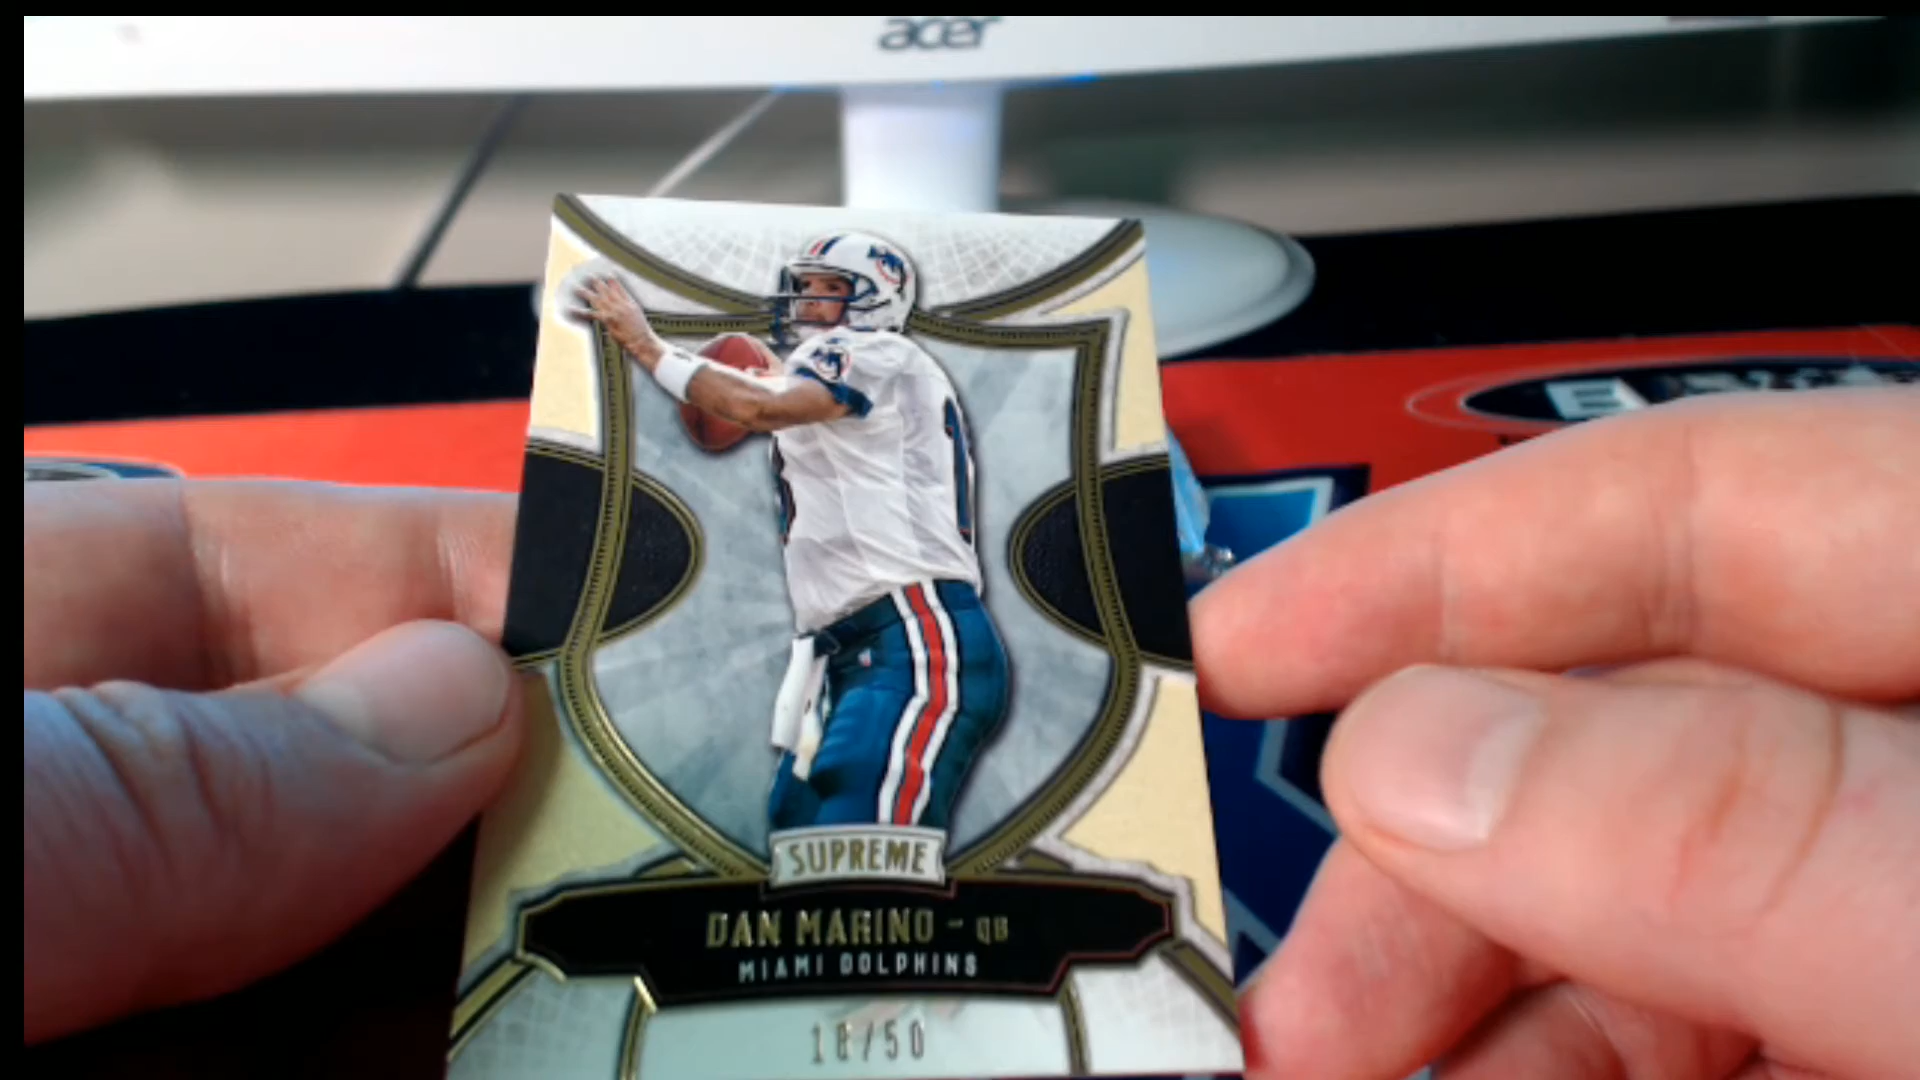 acer
SUPREME
DAN MARINO - QB
MIAMI DOLPHINS
18/50